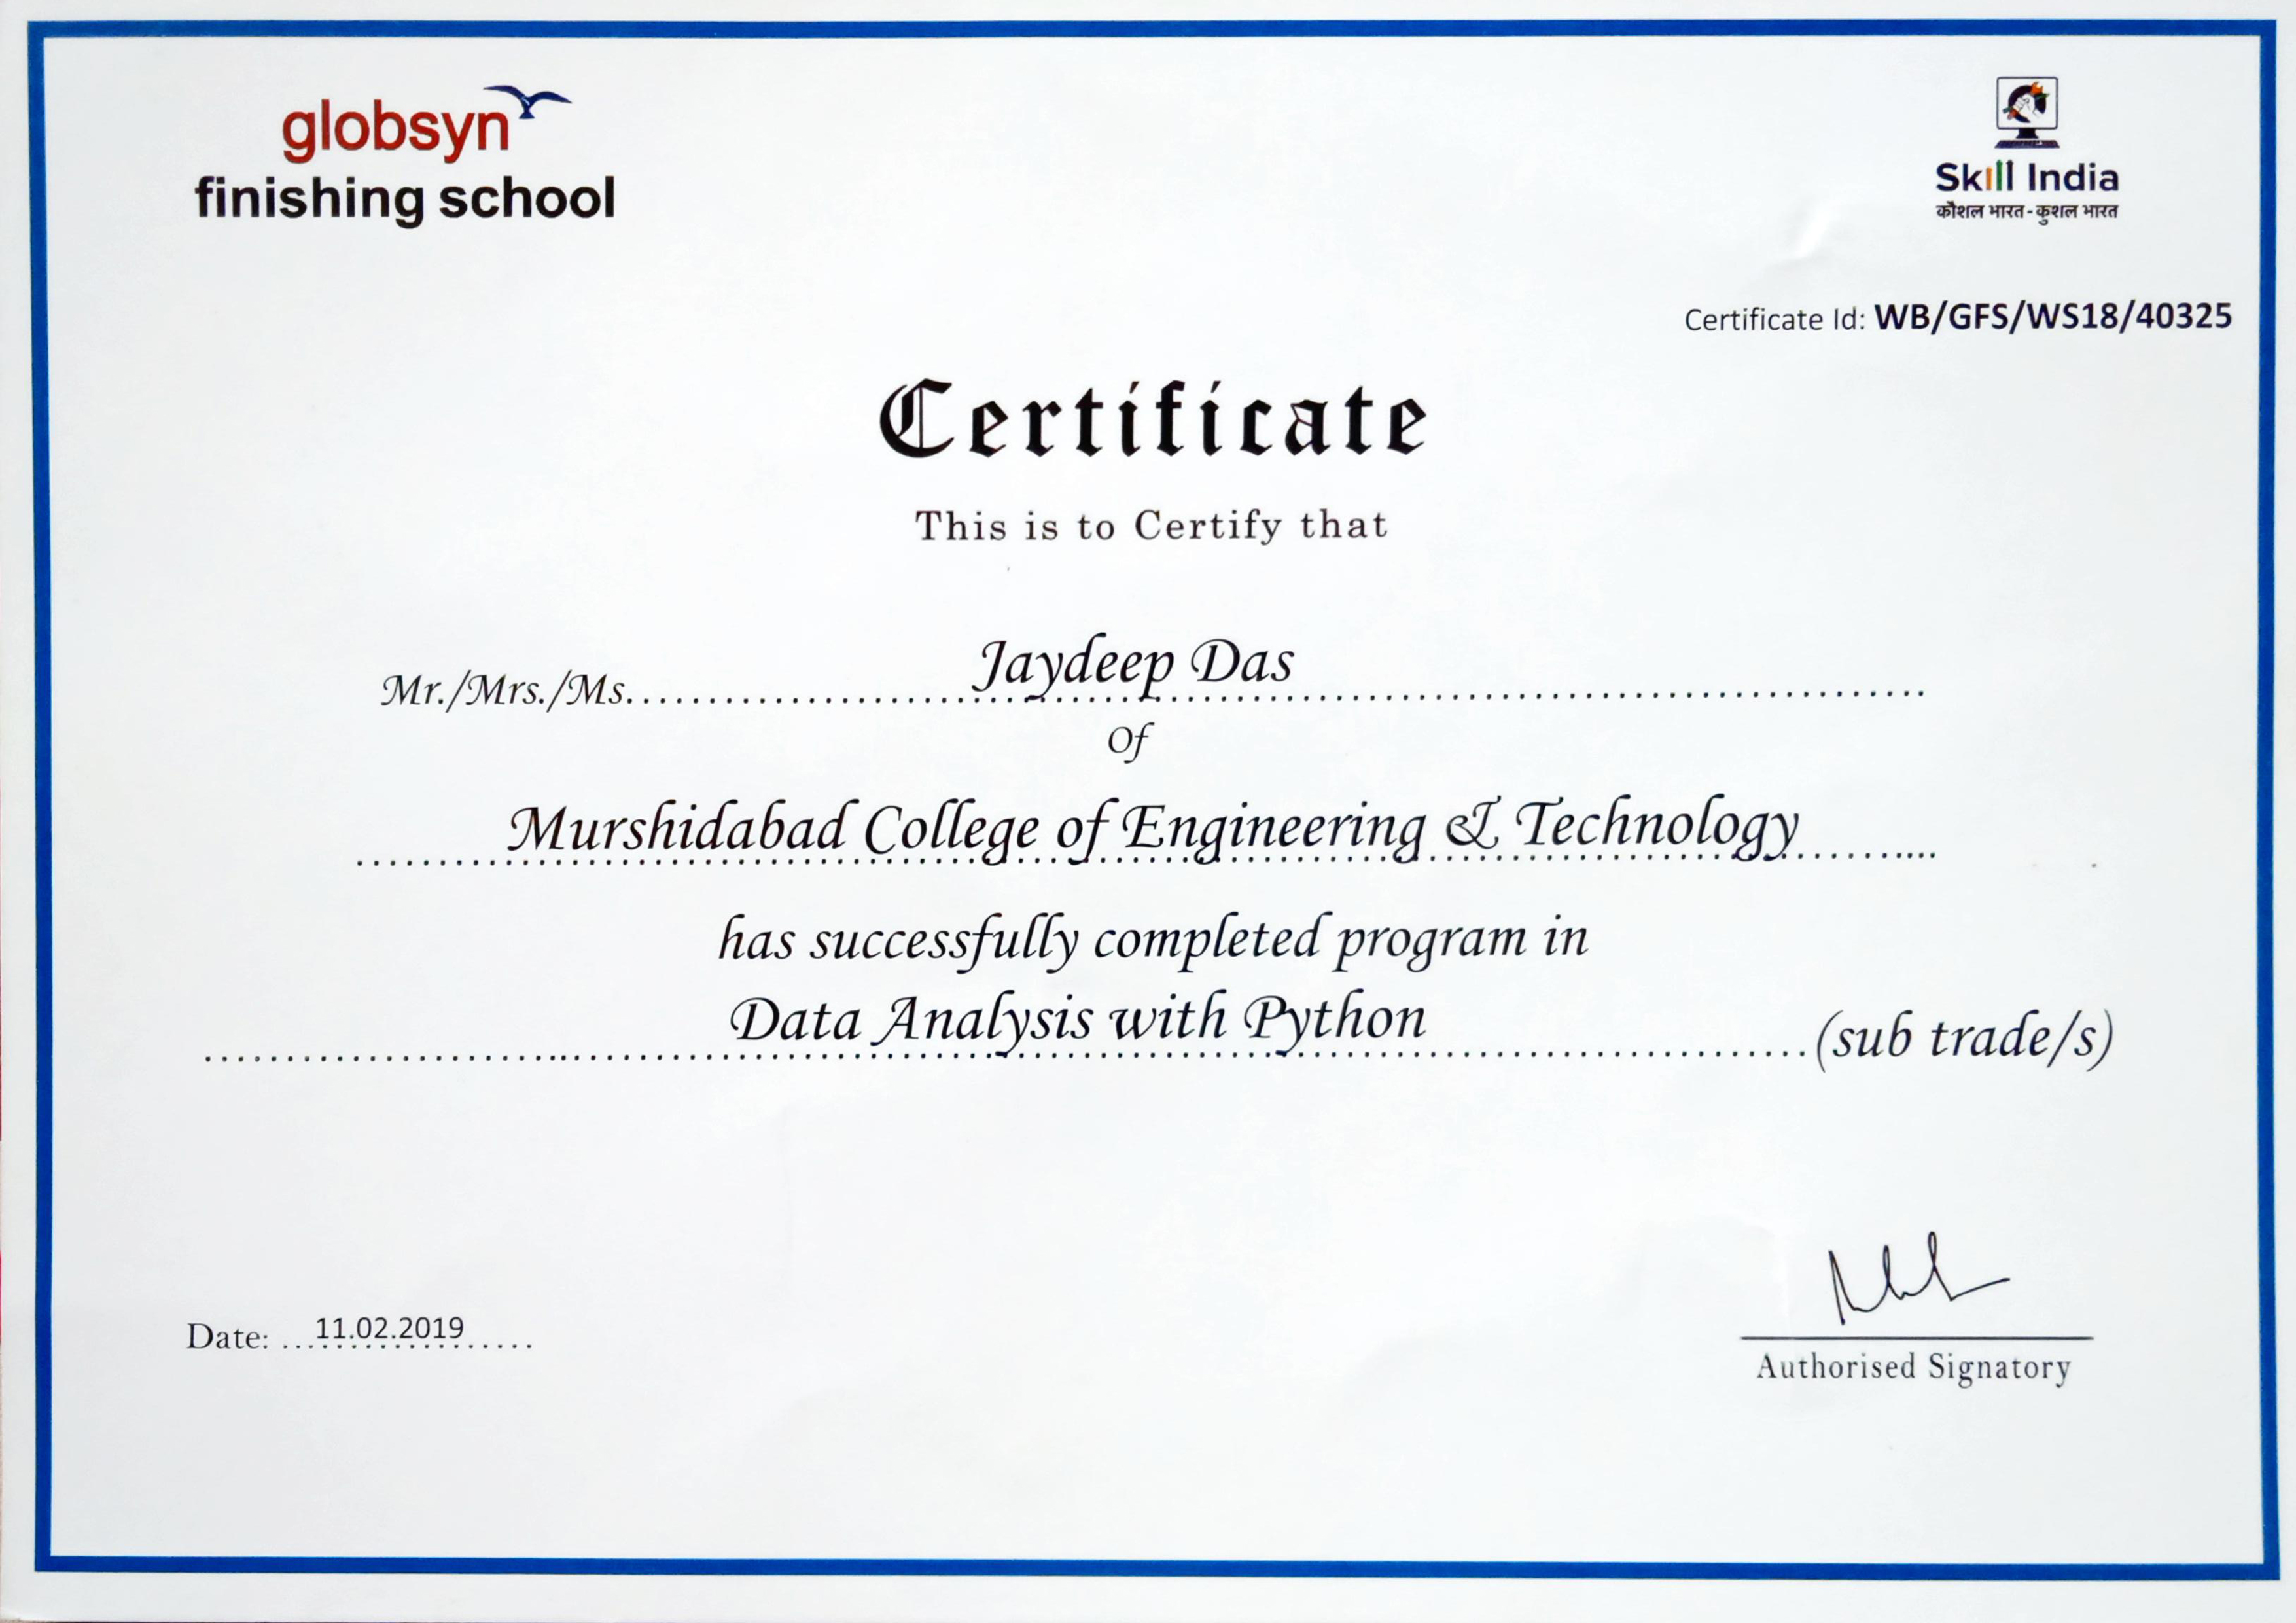 globsyn
finishing school
Skill India
कौशल भारत - कुशल भारत
Certificate Id: WB/GFS/WS18/40325
Certificate
This is to Certify that
Mr./Mrs./Ms. Jaydeep Das
Of
Murshidabad College of Engineering & Technology
has successfully completed program in
Data Analysis with Python (sub trade/s)
Date: 11.02.2019
Authorised Signatory